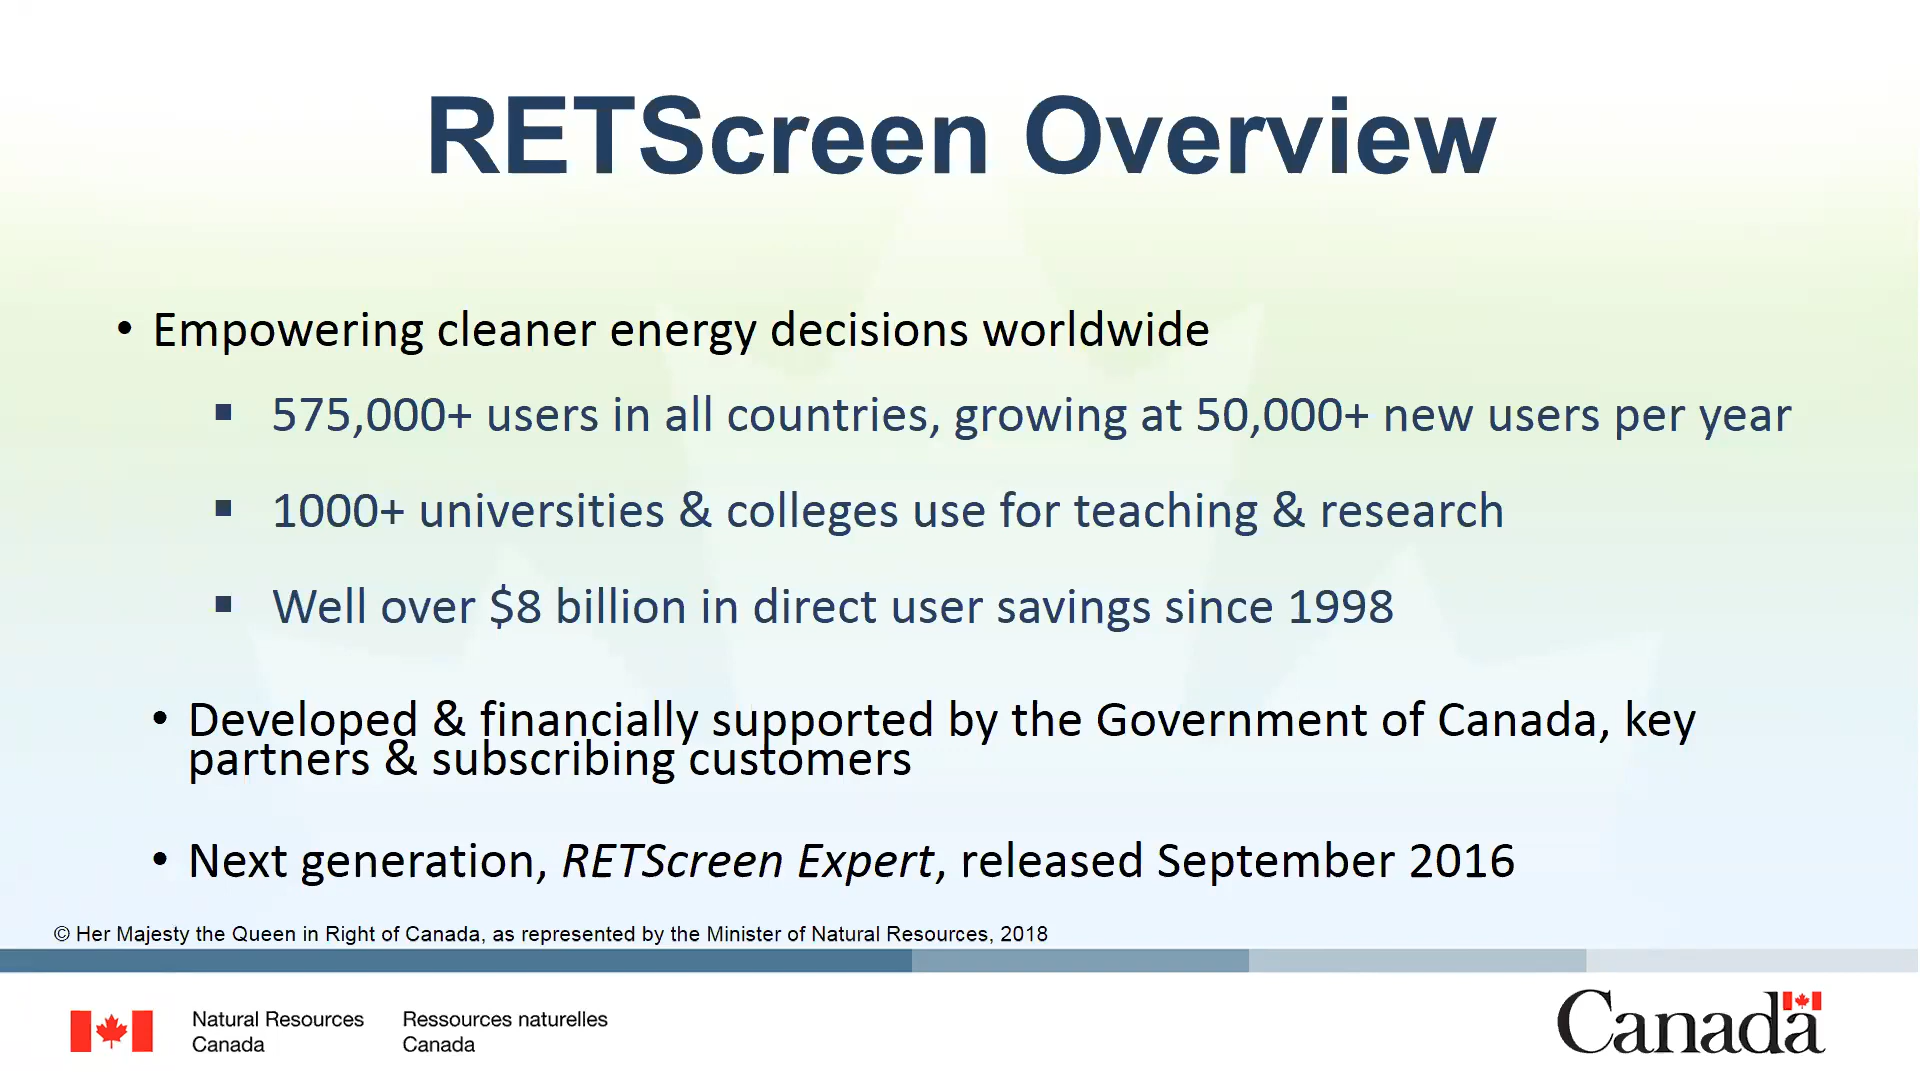 RETScreen Overview
• Empowering cleaner energy decisions worldwide
▪ 575,000+ users in all countries, growing at 50,000+ new users per year
▪ 1000+ universities & colleges use for teaching & research
▪ Well over $8 billion in direct user savings since 1998
• Developed & financially supported by the Government of Canada, key
partners & subscribing customers
• Next generation, RETScreen Expert, released September 2016
© Her Majesty the Queen in Right of Canada, as represented by the Minister of Natural Resources, 2018
Natural Resources
Canada
Ressources naturelles
Canada
Canada